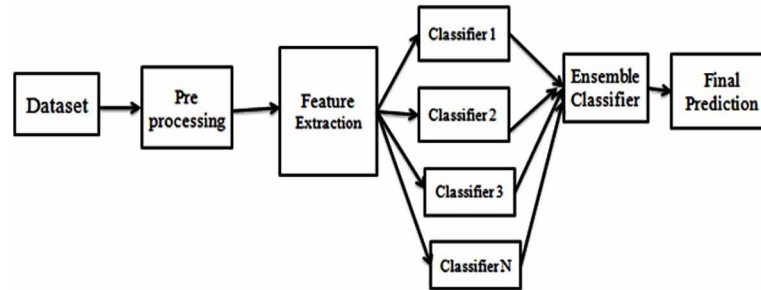 Dataset
Pre
processing
Feature
Extraction
Classifier 1
Classifier 2
Classifier 3
Classifier N
Ensemble
Classifier
Final
Prediction